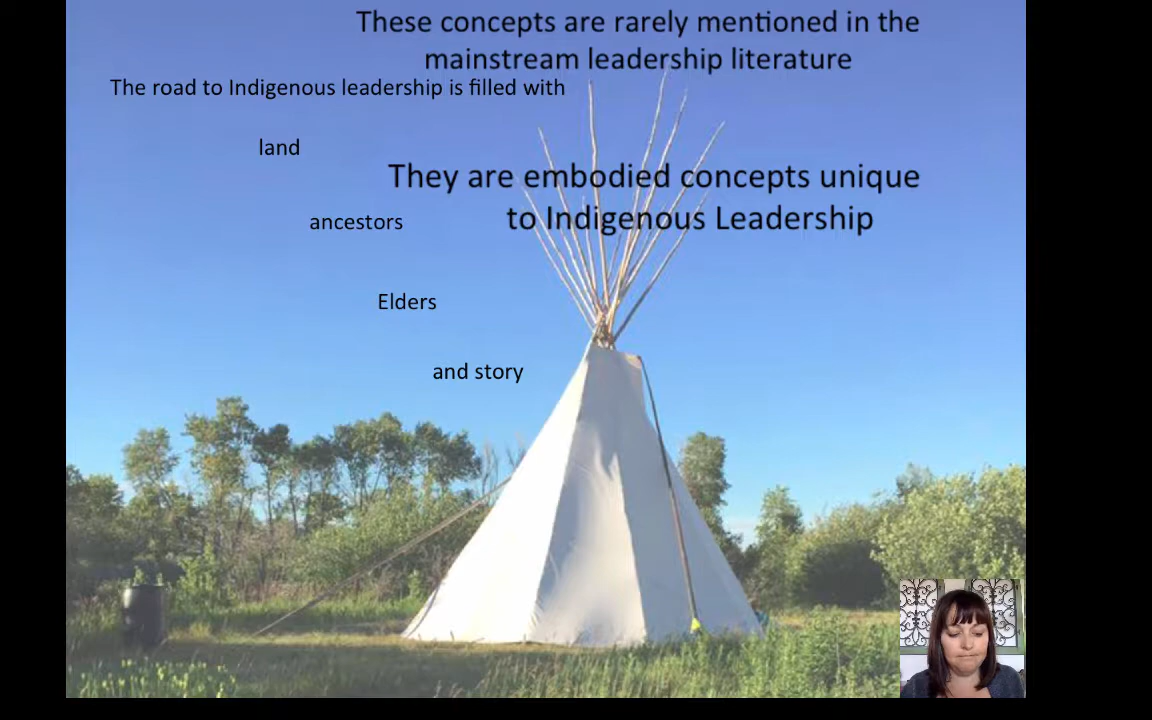 These concepts are rarely mentioned in the
mainstream leadership literature
The road to Indigenous leadership is filled with
land
They are embodied concepts unique
to Indigenous Leadership
ancestors
Elders
and story